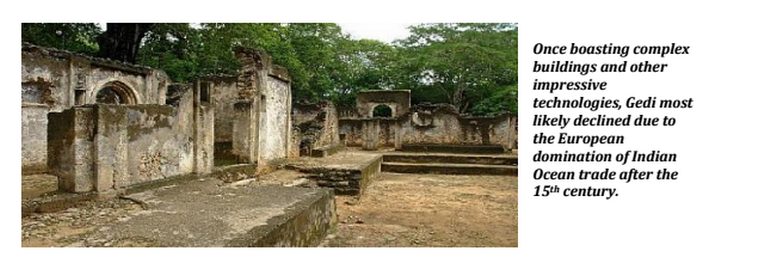 Once boasting complex
buildings and other
impressive
technologies, Gedi most
likely declined due to
the European
domination of Indian
Ocean trade after the
15th century.